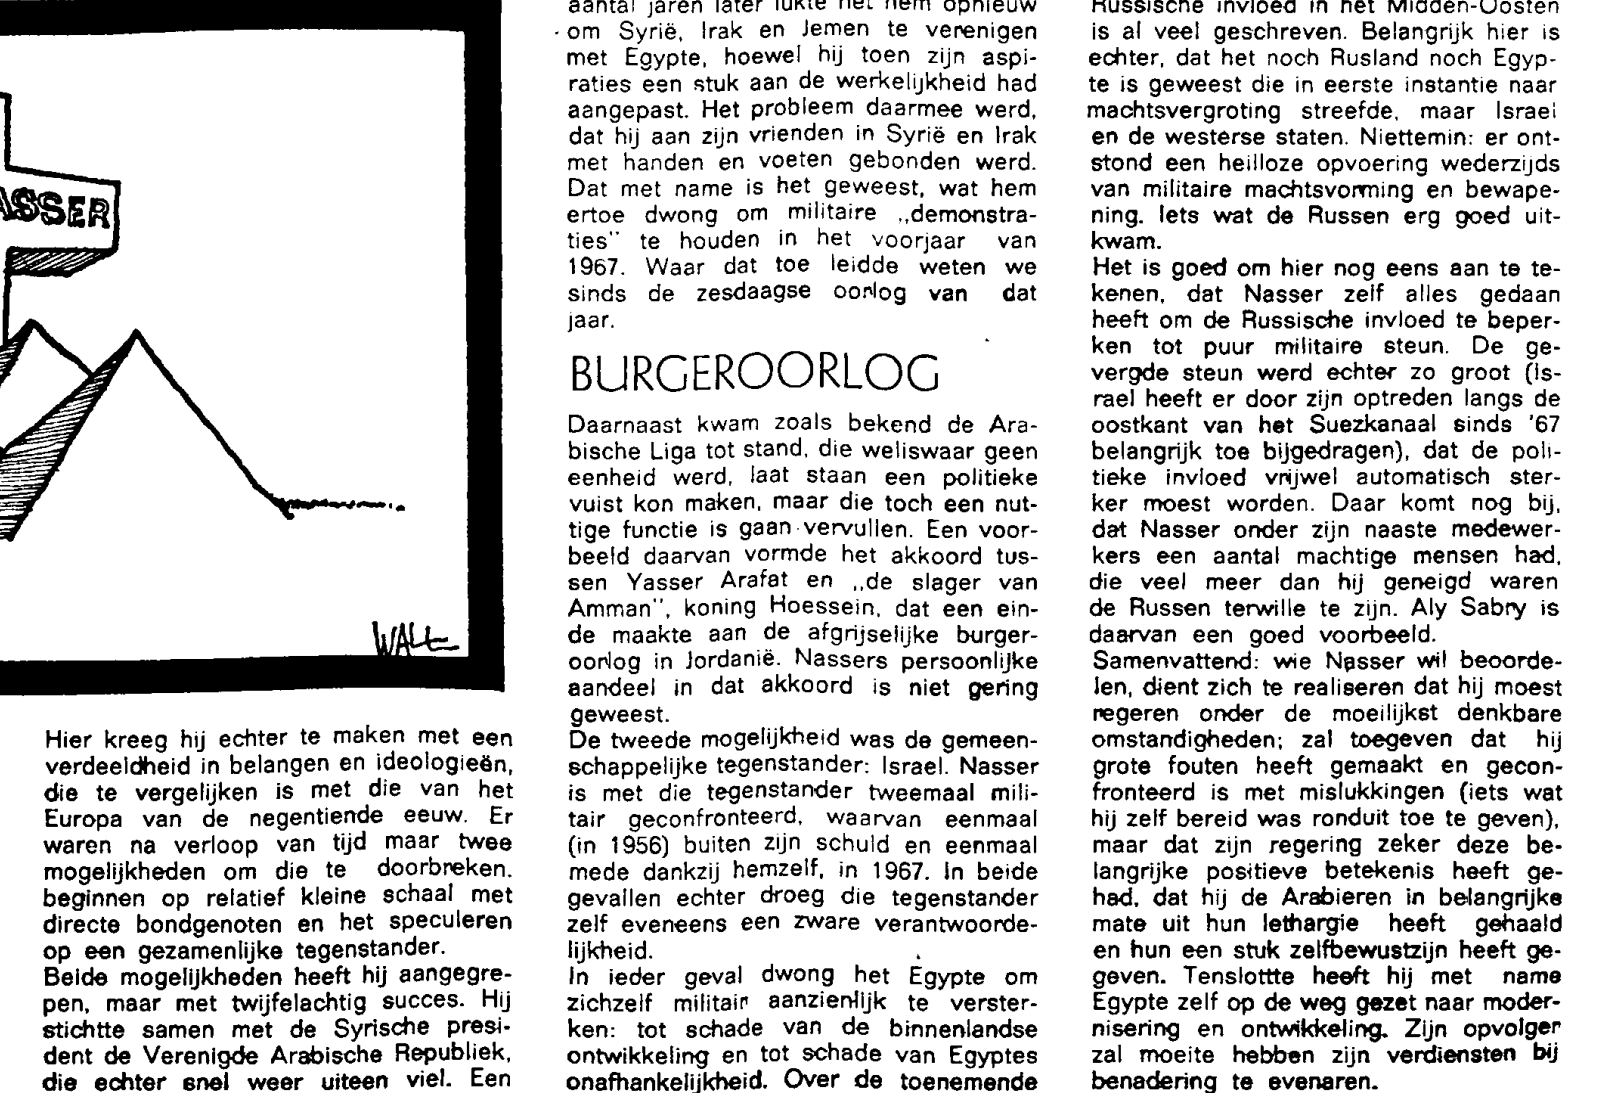 ASSER
WALL
Hier kreeg hij echter te maken met een
verdeeldheid in belangen en ideologieën,
die te vergelijken is met die van het
Europa van de negentiende eeuw. Er
waren na verloop van tijd maar twee
mogelijkheden om die te doorbreken.
beginnen op relatief kleine schaal met
directe bondgenoten en het speculeren
op een gezamenlijke tegenstander.
Beide mogelijkheden heeft hij aangegre-
pen, maar met twijfelachtig succes. Hij
stichtte samen met de Syrische presi-
dent de Verenigde Arabische Republiek,
die echter snel weer uiteen viel. Een
aantal jaren later lukte het hem opnieuw
om Syrië, Irak en Jemen te verenigen
met Egypte, hoewel hij toen zijn aspi-
raties een stuk aan de werkelijkheid had
aangepast. Het probleem daarmee werd,
dat hij aan zijn vrienden in Syrië en Irak
met handen en voeten gebonden werd.
Dat met name is het geweest, wat hem
ertoe dwong om militaire „demonstra-
ties" te houden in het voorjaar van
1967. Waar dat toe leidde weten we
sinds de zesdaagse oorlog van dat
jaar.
BURGEROORLOG
Daarnaast kwam zoals bekend de Ara-
bische Liga tot stand, die weliswaar geen
eenheid werd, laat staan een politieke
vuist kon maken, maar die toch een nut-
tige functie is gaan vervullen. Een voor-
beeld daarvan vormde het akkoord tus-
sen Yasser Arafat en „de slager van
Amman", koning Hoessein, dat een ein-
de maakte aan de afgrijselijke burger-
oorlog in Jordanië. Nassers persoonlijke
aandeel in dat akkoord is niet gering
geweest.
De tweede mogelijkheid was de gemeen-
schappelijke tegenstander: Israel. Nasser
is met die tegenstander tweemaal mili-
tair geconfronteerd, waarvan eenmaal
(in 1956) buiten zijn schuld en eenmaal
mede dankzij hemzelf, in 1967. In beide
gevallen echter droeg die tegenstander
zelf eveneens een zware verantwoorde-
lijkheid.
In ieder geval dwong het Egypte om
zichzelf militair aanzienlijk te verster-
ken: tot schade van de binnenlandse
ontwikkeling en tot schade van Egyptes
onafhankelijkheid. Over de toenemende
Russische invloed in het Midden-Oosten
is al veel geschreven. Belangrijk hier is
echter, dat het noch Rusland noch Egyp-
te is geweest die in eerste instantie naar
machtsvergroting streefde, maar Israel
en de westerse staten. Niettemin: er ont-
stond een heilloze opvoering wederzijds
van militaire machtsvorming en bewape-
ning. Iets wat de Russen erg goed uit-
kwam.
Het is goed om hier nog eens aan te te-
kenen, dat Nasser zelf alles gedaan
heeft om de Russische invloed te beper-
ken tot puur militaire steun. De ge-
vergde steun werd echter zo groot (Is-
rael heeft er door zijn optreden langs de
oostkant van het Suezkanaal sinds '67
belangrijk toe bijgedragen), dat de poli-
tieke invloed vrijwel automatisch ster-
ker moest worden. Daar komt nog bij,
dat Nasser onder zijn naaste medewer-
kers een aantal machtige mensen had,
die veel meer dan hij geneigd waren
de Russen terwille te zijn. Aly Sabry is
daarvan een goed voorbeeld.
Samenvattend: wie Nasser wil beoorde-
len, dient zich te realiseren dat hij moest
regeren onder de moeilijkst denkbare
omstandigheden; zal toegeven dat hij
grote fouten heeft gemaakt en gecon-
fronteerd is met mislukkingen (iets wat
hij zelf bereid was ronduit toe te geven),
maar dat zijn regering zeker deze be-
langrijke positieve betekenis heeft ge-
had, dat hij de Arabieren in belangrijke
mate uit hun lethargie heeft gehaald
en hun een stuk zelfbewustzijn heeft ge-
geven. Tenslottte heeft hij met name
Egypte zelf op de weg gezet naar moder-
nisering en ontwikkeling. Zijn opvolger
zal moeite hebben zijn verdiensten bij
benadering te evenaren.